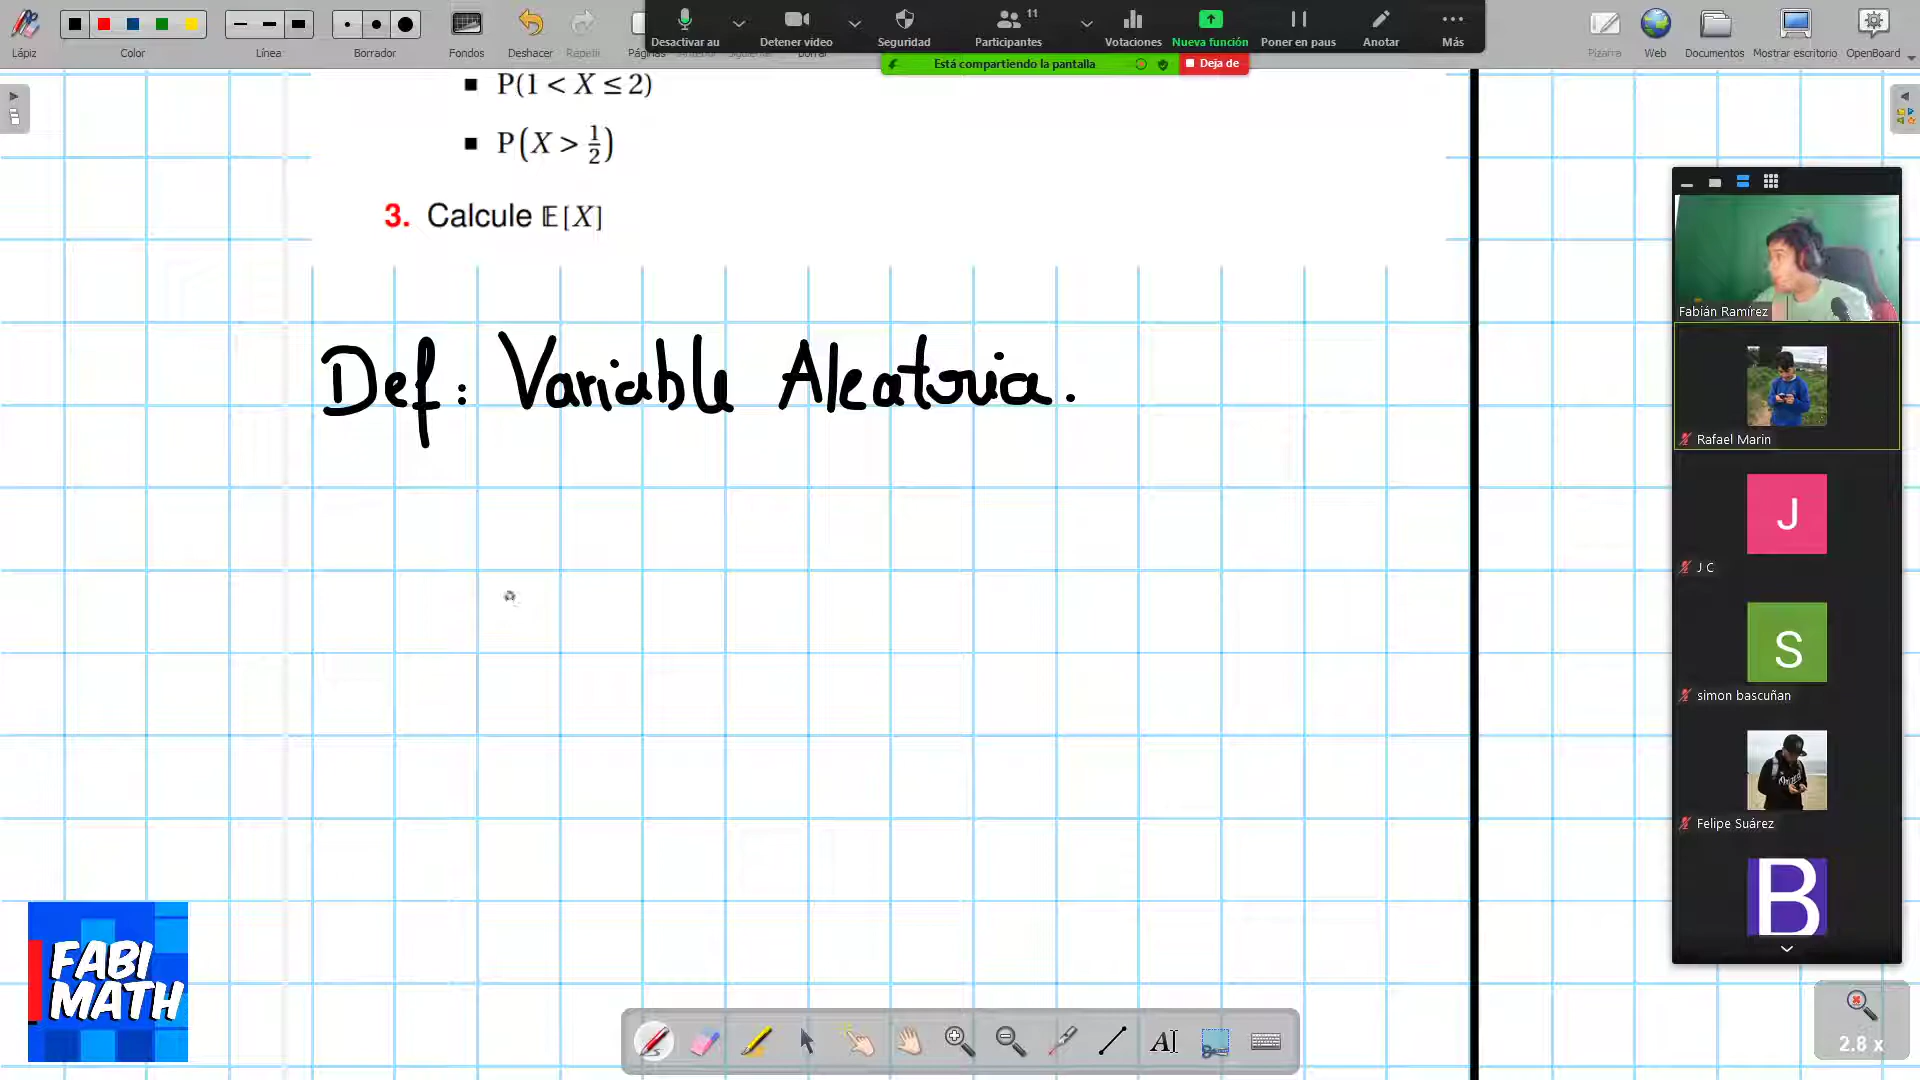 Desactivar au
Detener video
Seguridad
Participantes
11
Votaciones
Nueva función
Poner en paus
Anotar
Más
Lápiz
Color
Línea
Borrador
Fondos
Deshacer
Pizarra
Web
Documentos
Mostrar escritorio
OpenBoard
Está compartiendo la pantalla
Deja de
■ P(1 < X ≤ 2)
■ P(X > 1/2)
3. Calcule 𝔼[X]
Def: Variable Aleatoria.
Fabián Ramírez
Rafael Marin
J
J C
S
simon bascuñan
Felipe Suárez
B
FABI
MATH
AI
2.8 x